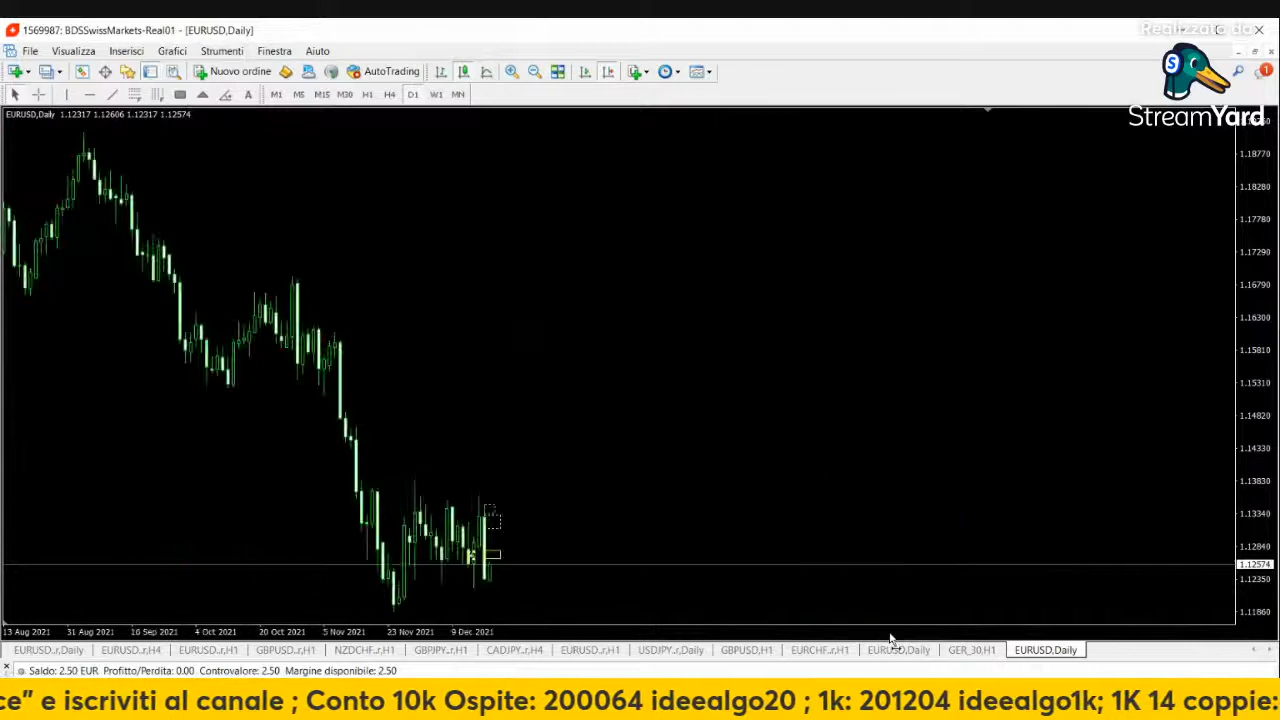 1569987: BDSSwissMarkets-Real01 - [EURUSD,Daily]
Realizzato da
File Visualizza Inserisci Grafici Strumenti Finestra Aiuto
Nuovo ordine AutoTrading
1
S
StreamYard
A M1 M5 M15 M30 H1 H4 D1 W1 MN
EURUSD,Daily 1.12317 1.12606 1.12317 1.12574
1.18770
1.18280
1.17780
1.17290
1.16790
1.16300
1.15810
1.15310
1.14820
1.14330
1.13830
1.13340
1.12840
1.12574
1.12350
1.11860
13 Aug 2021 31 Aug 2021 16 Sep 2021 4 Oct 2021 20 Oct 2021 5 Nov 2021 23 Nov 2021 9 Dec 2021
EURUSD..r,Daily EURUSD..r,H4 EURUSD..r,H1 GBPUSD..r,H1 NZDCHF..r,H1 GBPJPY..r,H1 CADJPY..r,H4 EURUSD..r,H1 USDJPY..r,Daily GBPUSD,H1 EURCHF..r,H1 EURUSD,Daily GER_30,H1 EURUSD,Daily
Saldo: 2.50 EUR Profitto/Perdita: 0.00 Controvalore: 2.50 Margine disponibile: 2.50
ce” e iscriviti al canale ; Conto 10k Ospite: 200064 ideealgo20 ; 1k: 201204 ideealgo1k; 1K 14 coppie: